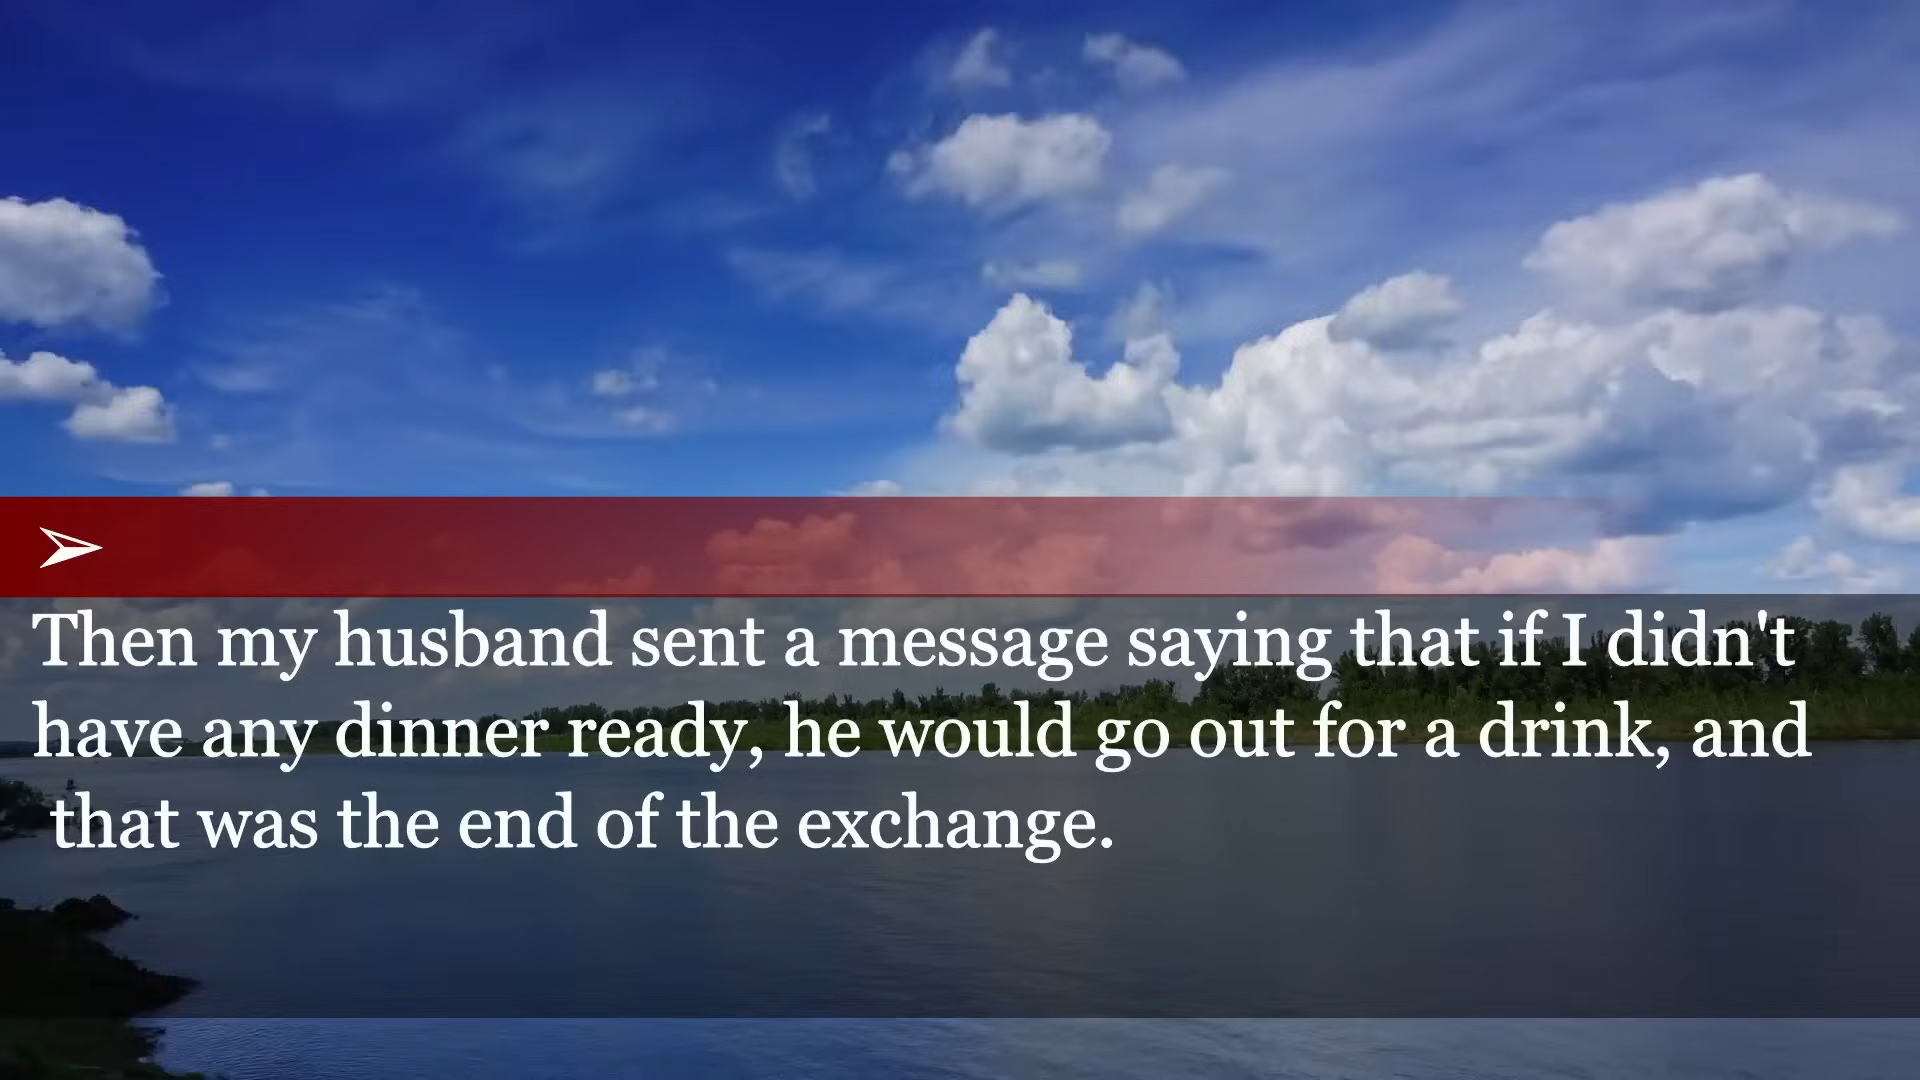 Then my husband sent a message saying that if I didn't
have any dinner ready, he would go out for a drink, and
that was the end of the exchange.